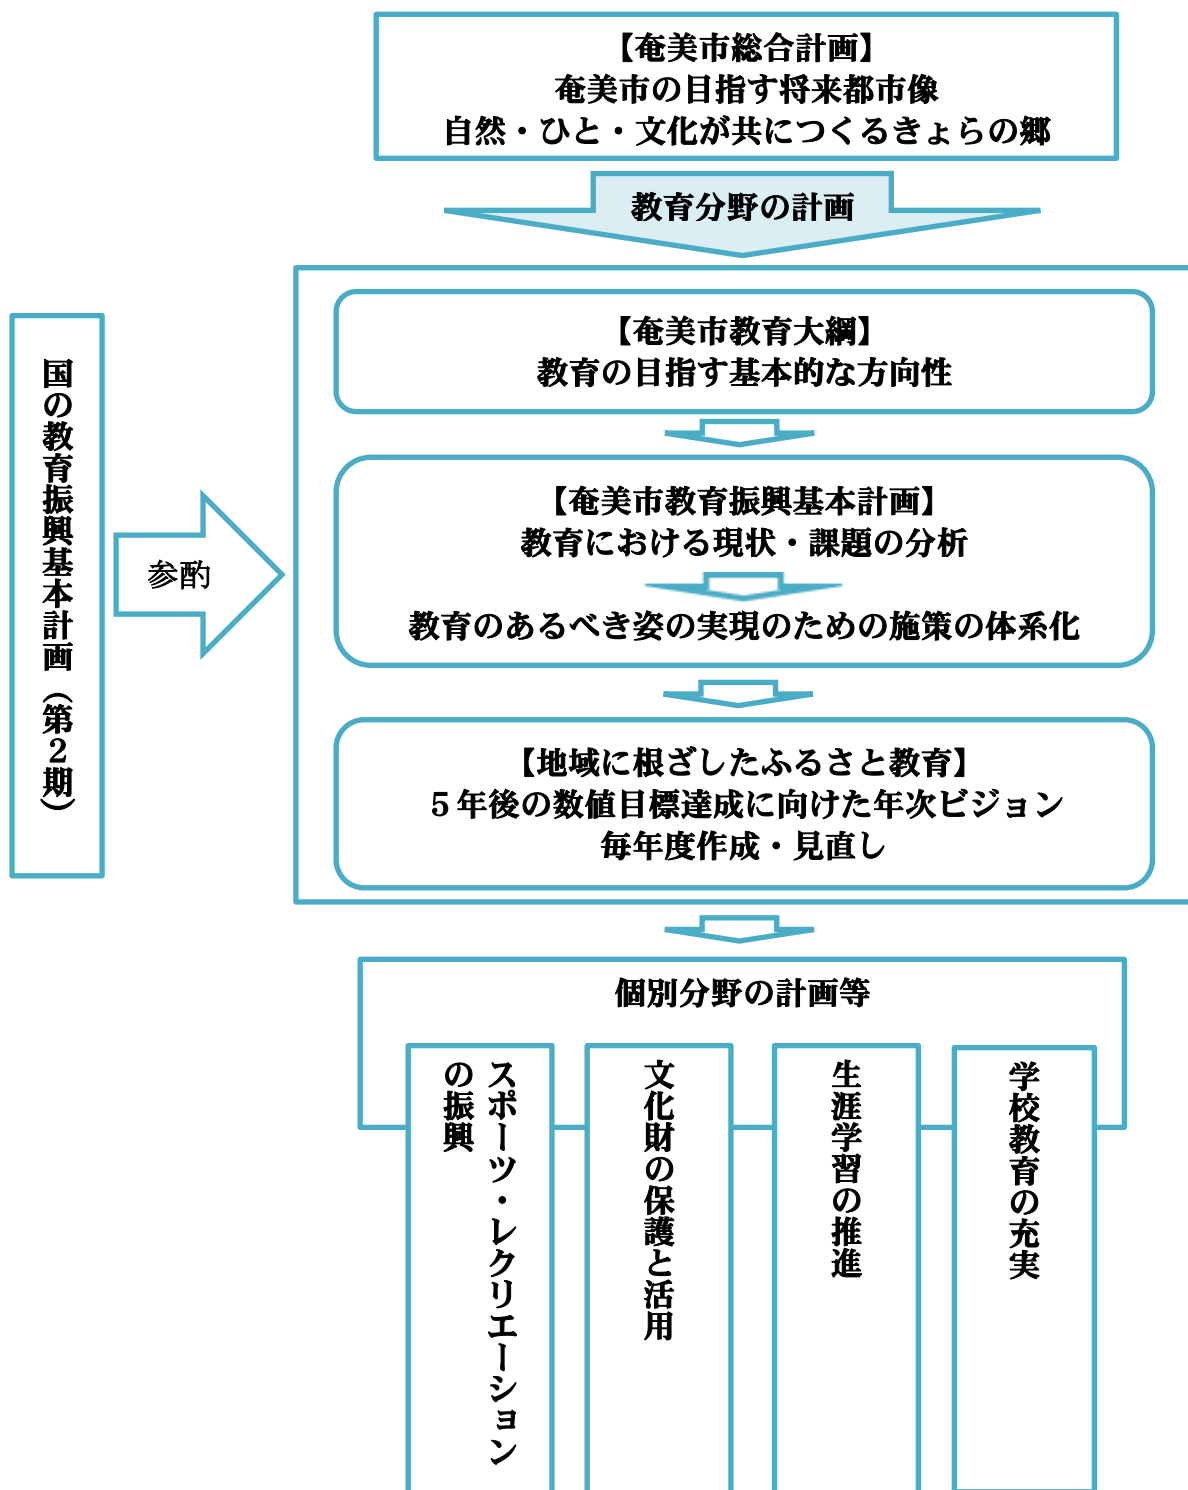 【奄美市総合計画】
奄美市の目指す将来都市像
自然・ひと・文化が共につくるきょらの郷
教育分野の計画
国の教育振興基本計画（第２期）
参酌
【奄美市教育大綱】
教育の目指す基本的な方向性
【奄美市教育振興基本計画】
教育における現状・課題の分析
教育のあるべき姿の実現のための施策の体系化
【地域に根ざしたふるさと教育】
５年後の数値目標達成に向けた年次ビジョン
毎年度作成・見直し
個別分野の計画等
学校教育の充実
生涯学習の推進
文化財の保護と活用
スポーツ・レクリエーション
の振興